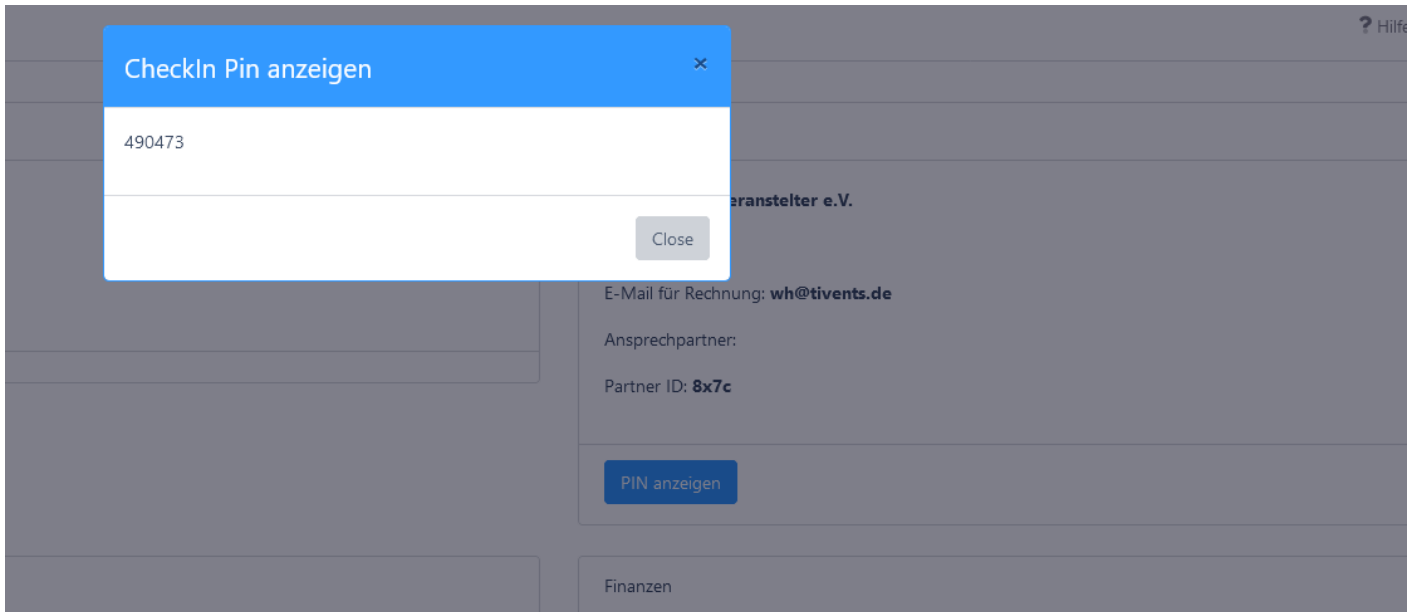 ? Hilfe
CheckIn Pin anzeigen
×
490473
eranstelter e.V.
Close
E-Mail für Rechnung: wh@tivents.de
Ansprechpartner:
Partner ID: 8x7c
PIN anzeigen
Finanzen